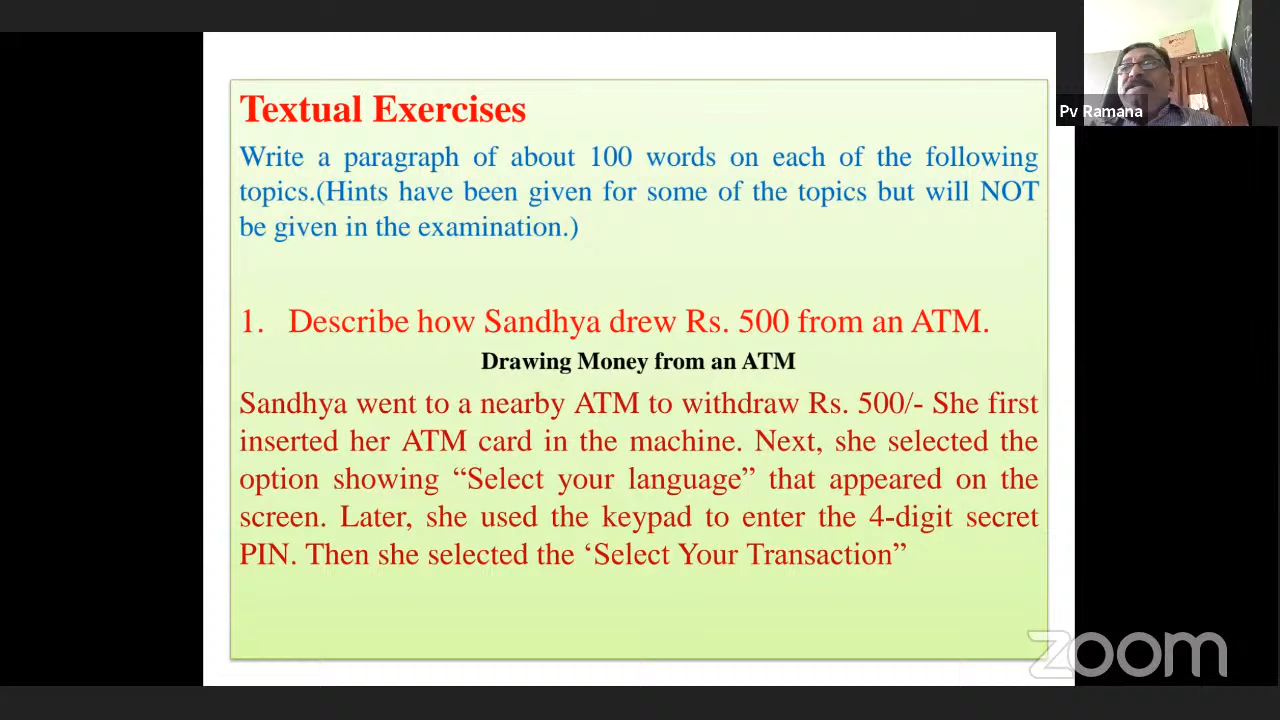 Textual Exercises
Write a paragraph of about 100 words on each of the following
topics.(Hints have been given for some of the topics but will NOT
be given in the examination.)
1. Describe how Sandhya drew Rs. 500 from an ATM.
Drawing Money from an ATM
Sandhya went to a nearby ATM to withdraw Rs. 500/- She first
inserted her ATM card in the machine. Next, she selected the
option showing “Select your language” that appeared on the
screen. Later, she used the keypad to enter the 4-digit secret
PIN. Then she selected the ‘Select Your Transaction”
Pv Ramana
zoom